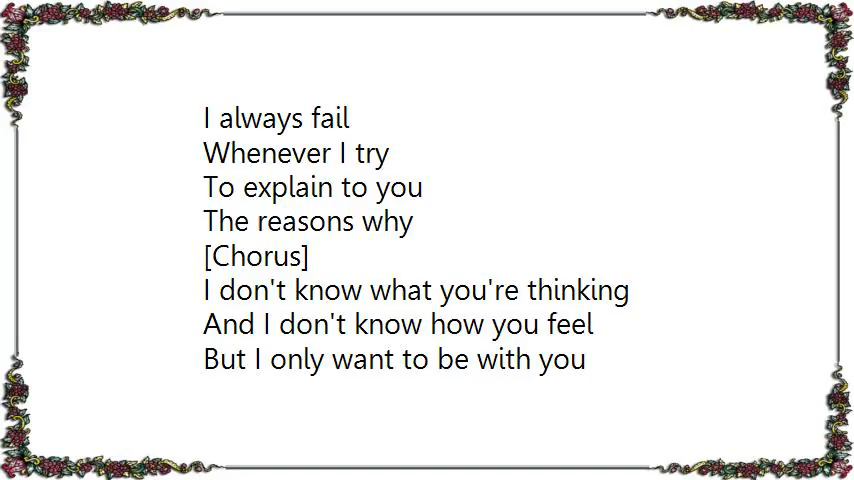 I always fail
Whenever I try
To explain to you
The reasons why
[Chorus]
I don't know what you're thinking
And I don't know how you feel
But I only want to be with you